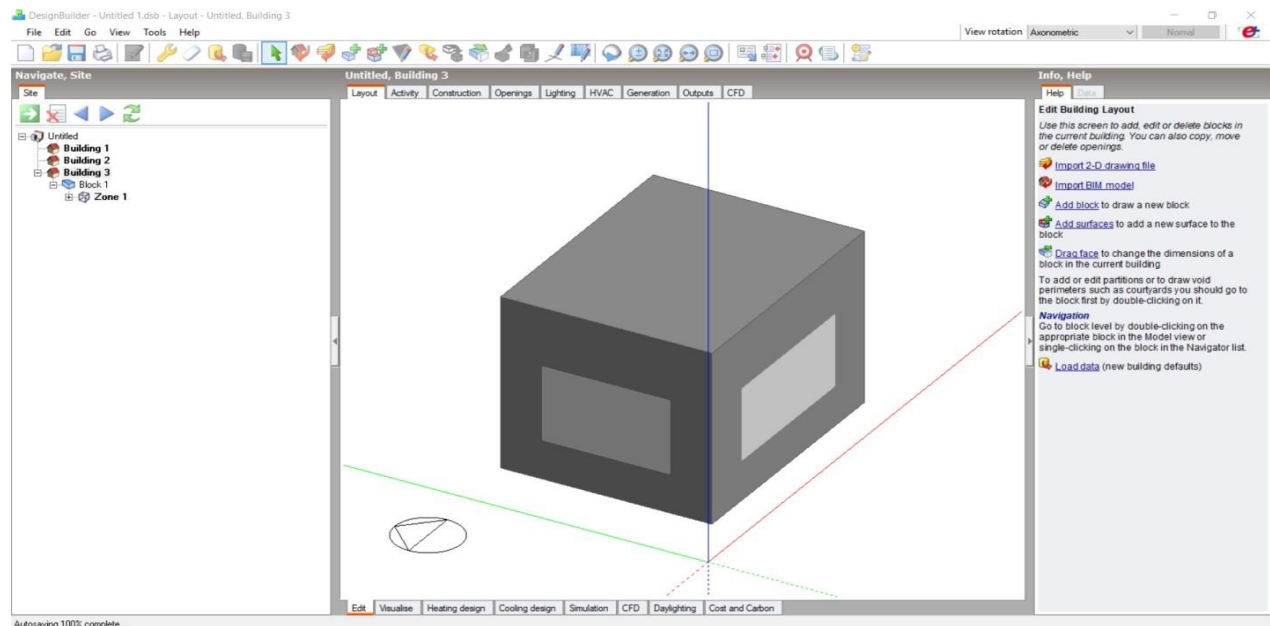 DesignBuilder - Untitled 1.dsb - Layout - Untitled, Building 3
File Edit Go View Tools Help
View rotation Axonometric Normal
Navigate, Site
Site
Untitled
Building 1
Building 2
Building 3
Block 1
Zone 1
Untitled, Building 3
Layout Activity Construction Openings Lighting HVAC Generation Outputs CFD
Edit Visualise Heating design Cooling design Simulation CFD Daylighting Cost and Carbon
Info, Help
Help Data
Edit Building Layout
Use this screen to add, edit or delete blocks in
the current building. You can also copy, move
or delete openings.
Import 2-D drawing file
Import BIM model
Add block to draw a new block
Add surfaces to add a new surface to the
block
Drag face to change the dimensions of a
block in the current building
To add or edit partitions or to draw void
perimeters such as courtyards you should go to
the block first by double-clicking on it.
Navigation
Go to block level by double-clicking on the
appropriate block in the Model view or
single-clicking on the block in the Navigator list.
Load data (new building defaults)
Autosaving 100% complete